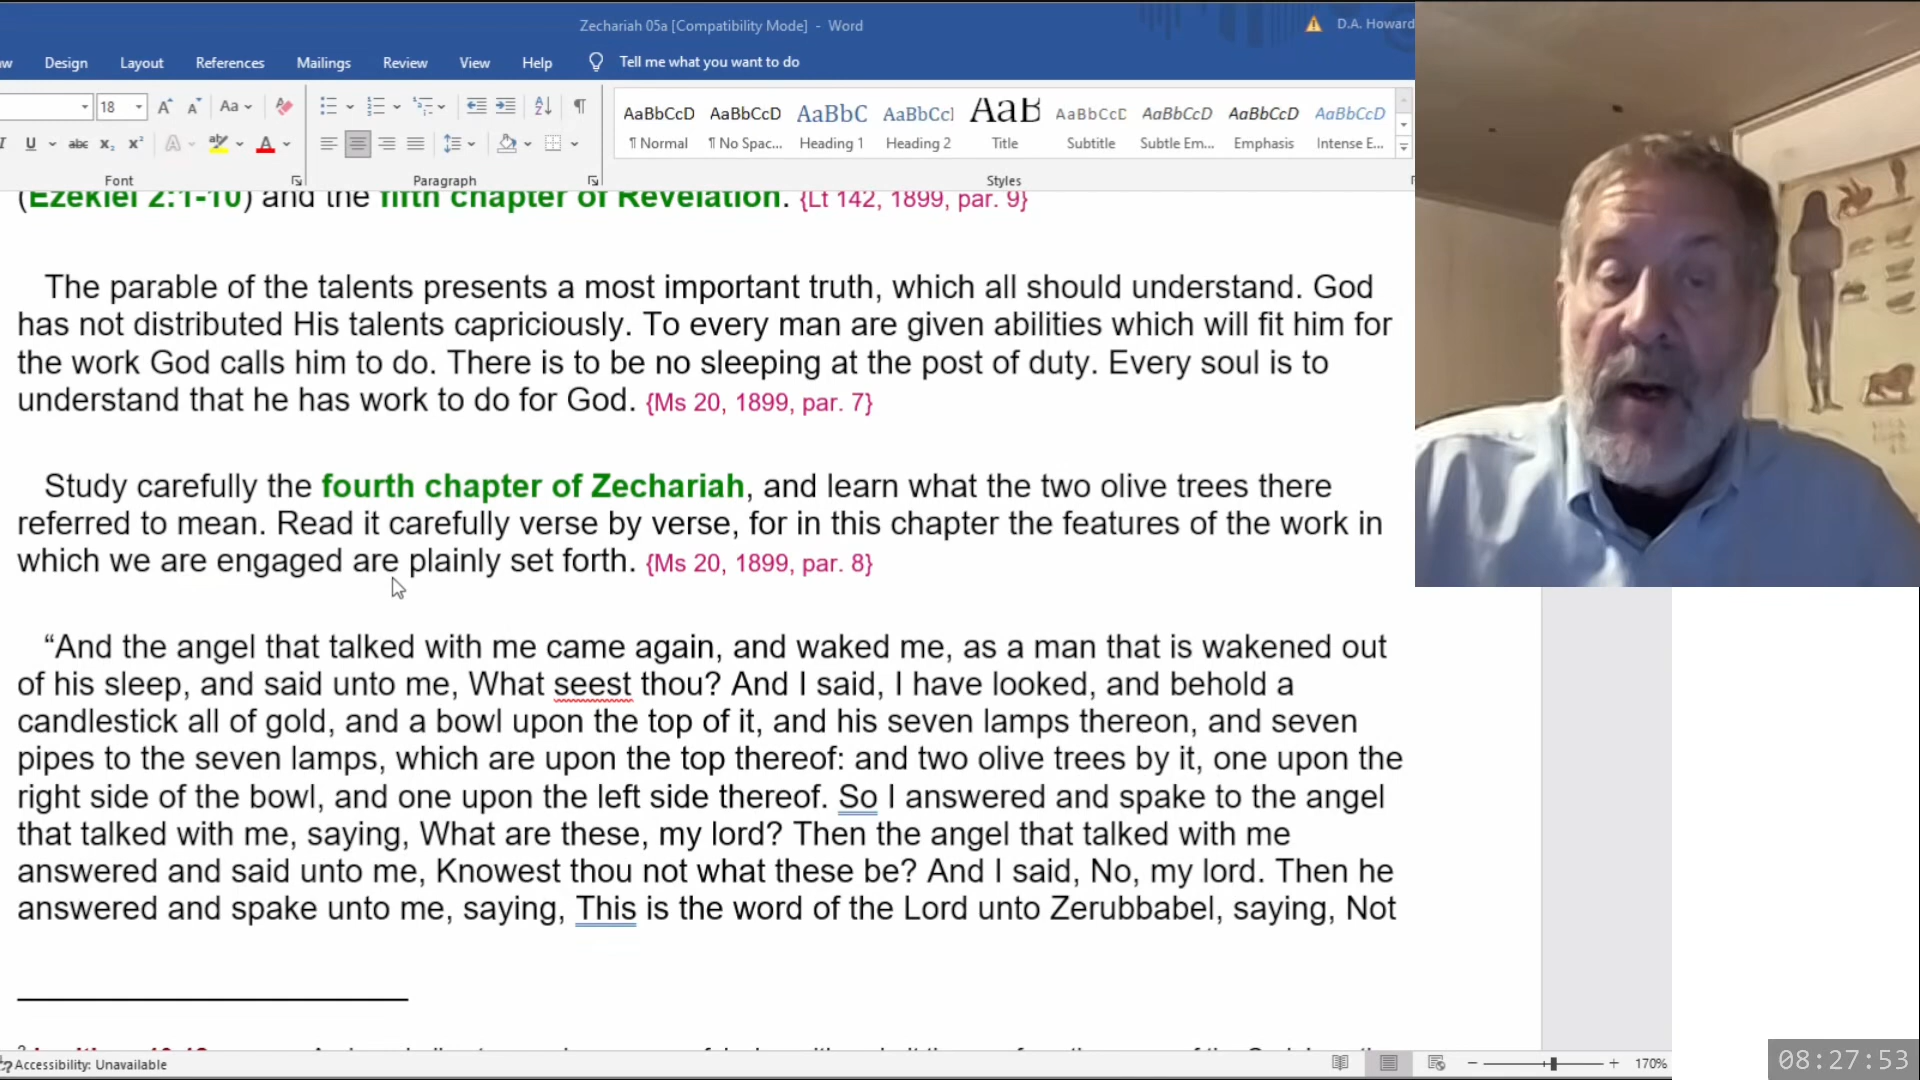 Zechariah 05a [Compatibility Mode] - Word
D.A. Howard
Design Layout References Mailings Review View Help Tell me what you want to do
18 Aa
AaBbCcD AaBbCcD AaBbC AaBbCcI AaB AaBbCcD AaBbCcD AaBbCcD AaBbCcD
¶ Normal ¶ No Spac... Heading 1 Heading 2 Title Subtitle Subtle Em... Emphasis Intense E...
Font Paragraph Styles
(Ezekiel 2:1-10) and the fifth chapter of Revelation. {Lt 142, 1899, par. 9}
The parable of the talents presents a most important truth, which all should understand. God
has not distributed His talents capriciously. To every man are given abilities which will fit him for
the work God calls him to do. There is to be no sleeping at the post of duty. Every soul is to
understand that he has work to do for God. {Ms 20, 1899, par. 7}
Study carefully the fourth chapter of Zechariah, and learn what the two olive trees there
referred to mean. Read it carefully verse by verse, for in this chapter the features of the work in
which we are engaged are plainly set forth. {Ms 20, 1899, par. 8}
“And the angel that talked with me came again, and waked me, as a man that is wakened out
of his sleep, and said unto me, What seest thou? And I said, I have looked, and behold a
candlestick all of gold, and a bowl upon the top of it, and his seven lamps thereon, and seven
pipes to the seven lamps, which are upon the top thereof: and two olive trees by it, one upon the
right side of the bowl, and one upon the left side thereof. So I answered and spake to the angel
that talked with me, saying, What are these, my lord? Then the angel that talked with me
answered and said unto me, Knowest thou not what these be? And I said, No, my lord. Then he
answered and spake unto me, saying, This is the word of the Lord unto Zerubbabel, saying, Not
Accessibility: Unavailable
170%
08:27:53